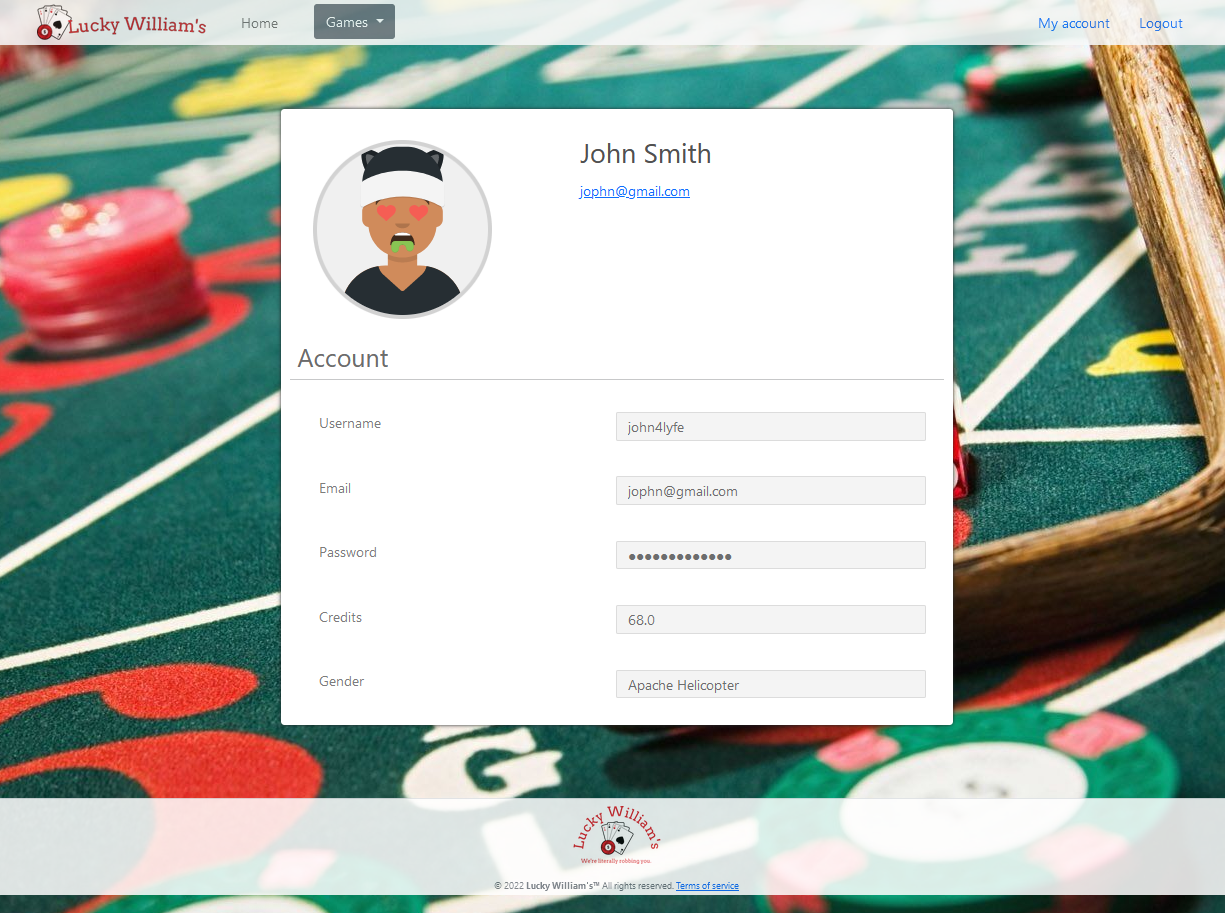 Lucky William's
Home
Games
My account
Logout
John Smith
jophn@gmail.com
Account
Username
john4lyfe
Email
jophn@gmail.com
Password
●●●●●●●●●●●●●
Credits
68.0
Gender
Apache Helicopter
G
Lucky William's
8
We're literally robbing you.
© 2022 Lucky William's™ All rights reserved. Terms of service